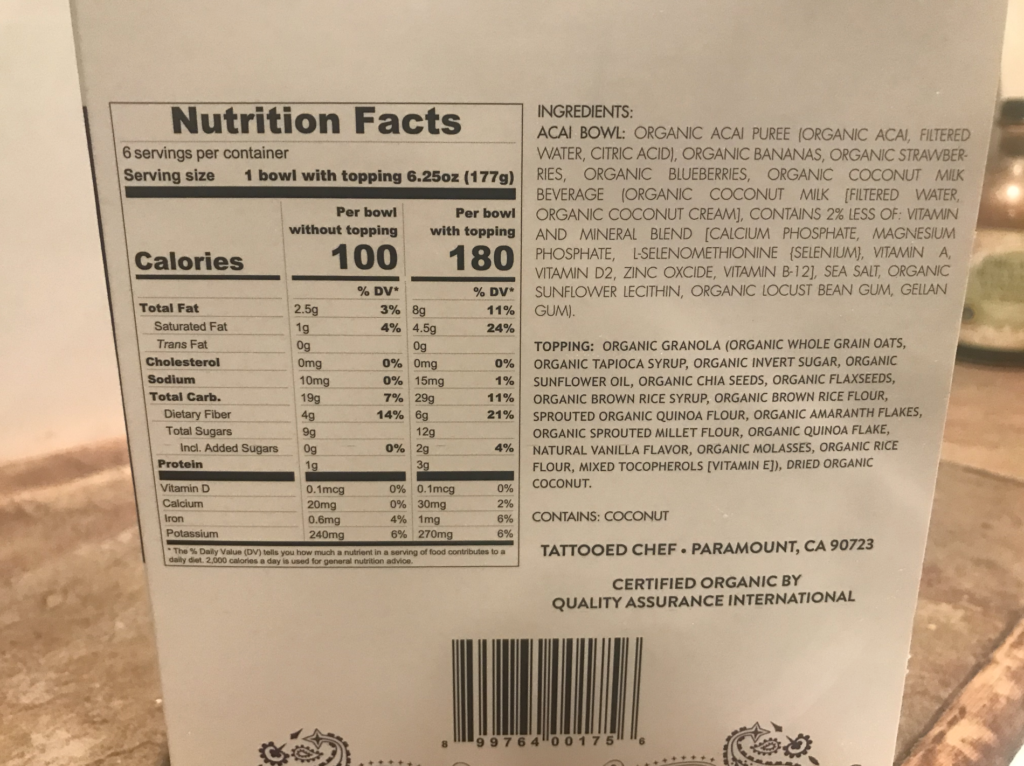 Nutrition Facts
6 servings per container
Serving size 1 bowl with topping 6.25oz (177g)
Per bowl without topping Per bowl with topping
Calories 100 180
% DV* % DV*
Total Fat 2.5g 3% 8g 11%
Saturated Fat 1g 4% 4.5g 24%
Trans Fat 0g 0g
Cholesterol 0mg 0% 0mg 0%
Sodium 10mg 0% 15mg 1%
Total Carb. 19g 7% 29g 11%
Dietary Fiber 4g 14% 6g 21%
Total Sugars 9g 12g
Incl. Added Sugars 0g 0% 2g 4%
Protein 1g 3g
Vitamin D 0.1mcg 0% 0.1mcg 0%
Calcium 20mg 0% 30mg 2%
Iron 0.6mg 4% 1mg 6%
Potassium 240mg 6% 270mg 6%
* The % Daily Value (DV) tells you how much a nutrient in a serving of food contributes to a
daily diet. 2,000 calories a day is used for general nutrition advice.
INGREDIENTS:
ACAI BOWL: ORGANIC ACAI PUREE (ORGANIC ACAI, FILTERED
WATER, CITRIC ACID), ORGANIC BANANAS, ORGANIC STRAWBER-
RIES, ORGANIC BLUEBERRIES, ORGANIC COCONUT MILK
BEVERAGE (ORGANIC COCONUT MILK [FILTERED WATER,
ORGANIC COCONUT CREAM], CONTAINS 2% LESS OF: VITAMIN
AND MINERAL BLEND [CALCIUM PHOSPHATE, MAGNESIUM
PHOSPHATE, L-SELENOMETHIONINE {SELENIUM}, VITAMIN A,
VITAMIN D2, ZINC OXCIDE, VITAMIN B-12], SEA SALT, ORGANIC
SUNFLOWER LECITHIN, ORGANIC LOCUST BEAN GUM, GELLAN
GUM).
TOPPING: ORGANIC GRANOLA (ORGANIC WHOLE GRAIN OATS,
ORGANIC TAPIOCA SYRUP, ORGANIC INVERT SUGAR, ORGANIC
SUNFLOWER OIL, ORGANIC CHIA SEEDS, ORGANIC FLAXSEEDS,
ORGANIC BROWN RICE SYRUP, ORGANIC BROWN RICE FLOUR,
SPROUTED ORGANIC QUINOA FLOUR, ORGANIC AMARANTH FLAKES,
ORGANIC SPROUTED MILLET FLOUR, ORGANIC QUINOA FLAKE,
NATURAL VANILLA FLAVOR, ORGANIC MOLASSES, ORGANIC RICE
FLOUR, MIXED TOCOPHEROLS [VITAMIN E]), DRIED ORGANIC
COCONUT.
CONTAINS: COCONUT
TATTOOED CHEF • PARAMOUNT, CA 90723
CERTIFIED ORGANIC BY
QUALITY ASSURANCE INTERNATIONAL
8 99764 00175 6